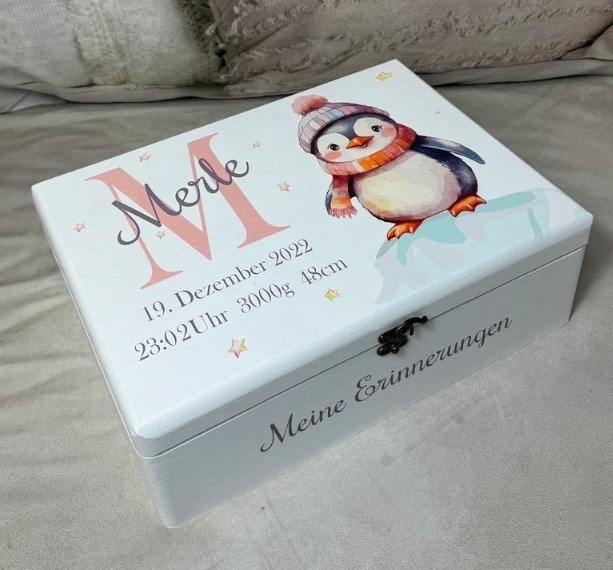 M
Merle
19. Dezember 2022
23:02Uhr 3000g 48cm
Meine Erinnerungen